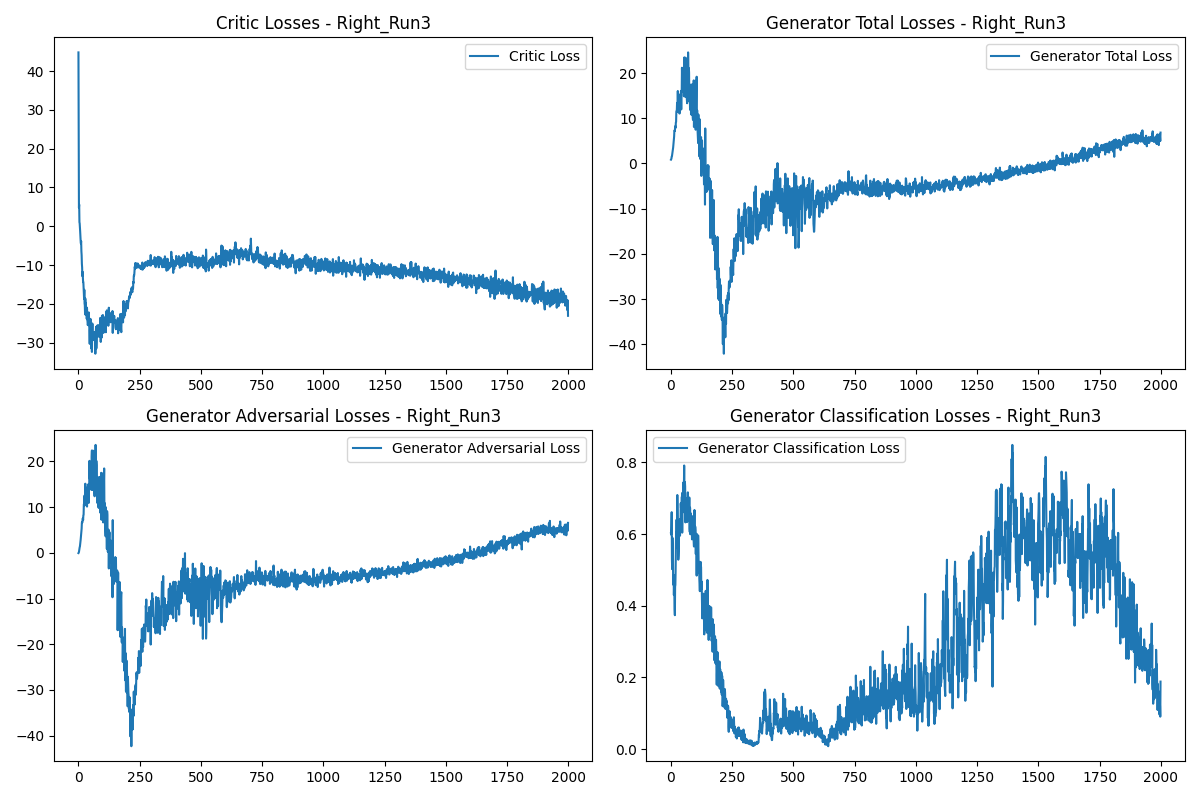 Critic Losses - Right_Run3
Critic Loss
40
30
20
10
0
−10
−20
−30
0 250 500 750 1000 1250 1500 1750 2000
Generator Total Losses - Right_Run3
Generator Total Loss
20
10
0
−10
−20
−30
−40
0 250 500 750 1000 1250 1500 1750 2000
Generator Adversarial Losses - Right_Run3
Generator Adversarial Loss
20
10
0
−10
−20
−30
−40
0 250 500 750 1000 1250 1500 1750 2000
Generator Classification Losses - Right_Run3
Generator Classification Loss
0.8
0.6
0.4
0.2
0.0
0 250 500 750 1000 1250 1500 1750 2000